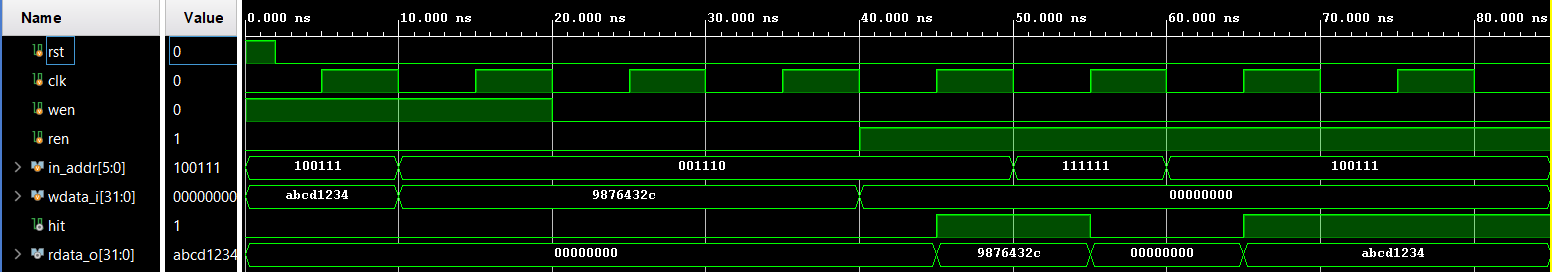 Name Value 0.000 ns 10.000 ns 20.000 ns 30.000 ns 40.000 ns 50.000 ns 60.000 ns 70.000 ns 80.000 ns
rst 0
clk 0
wen 0
ren 1
in_addr[5:0] 100111 100111 001110 111111 100111
wdata_i[31:0] 00000000 abcd1234 9876432c 00000000
hit 1
rdata_o[31:0] abcd1234 00000000 9876432c 00000000 abcd1234